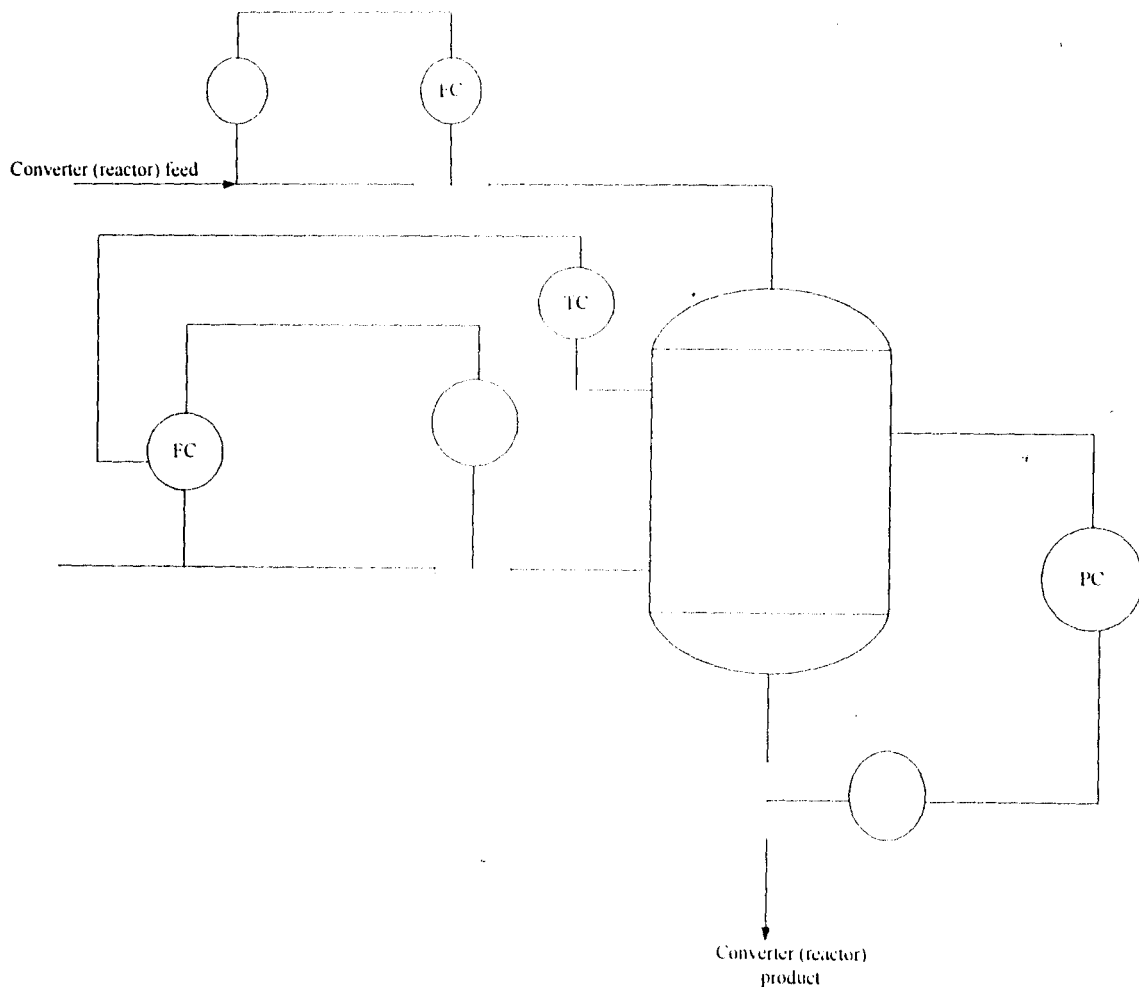 FC
Converter (reactor) feed
TC
FC
PC
Converter (reactor)
product